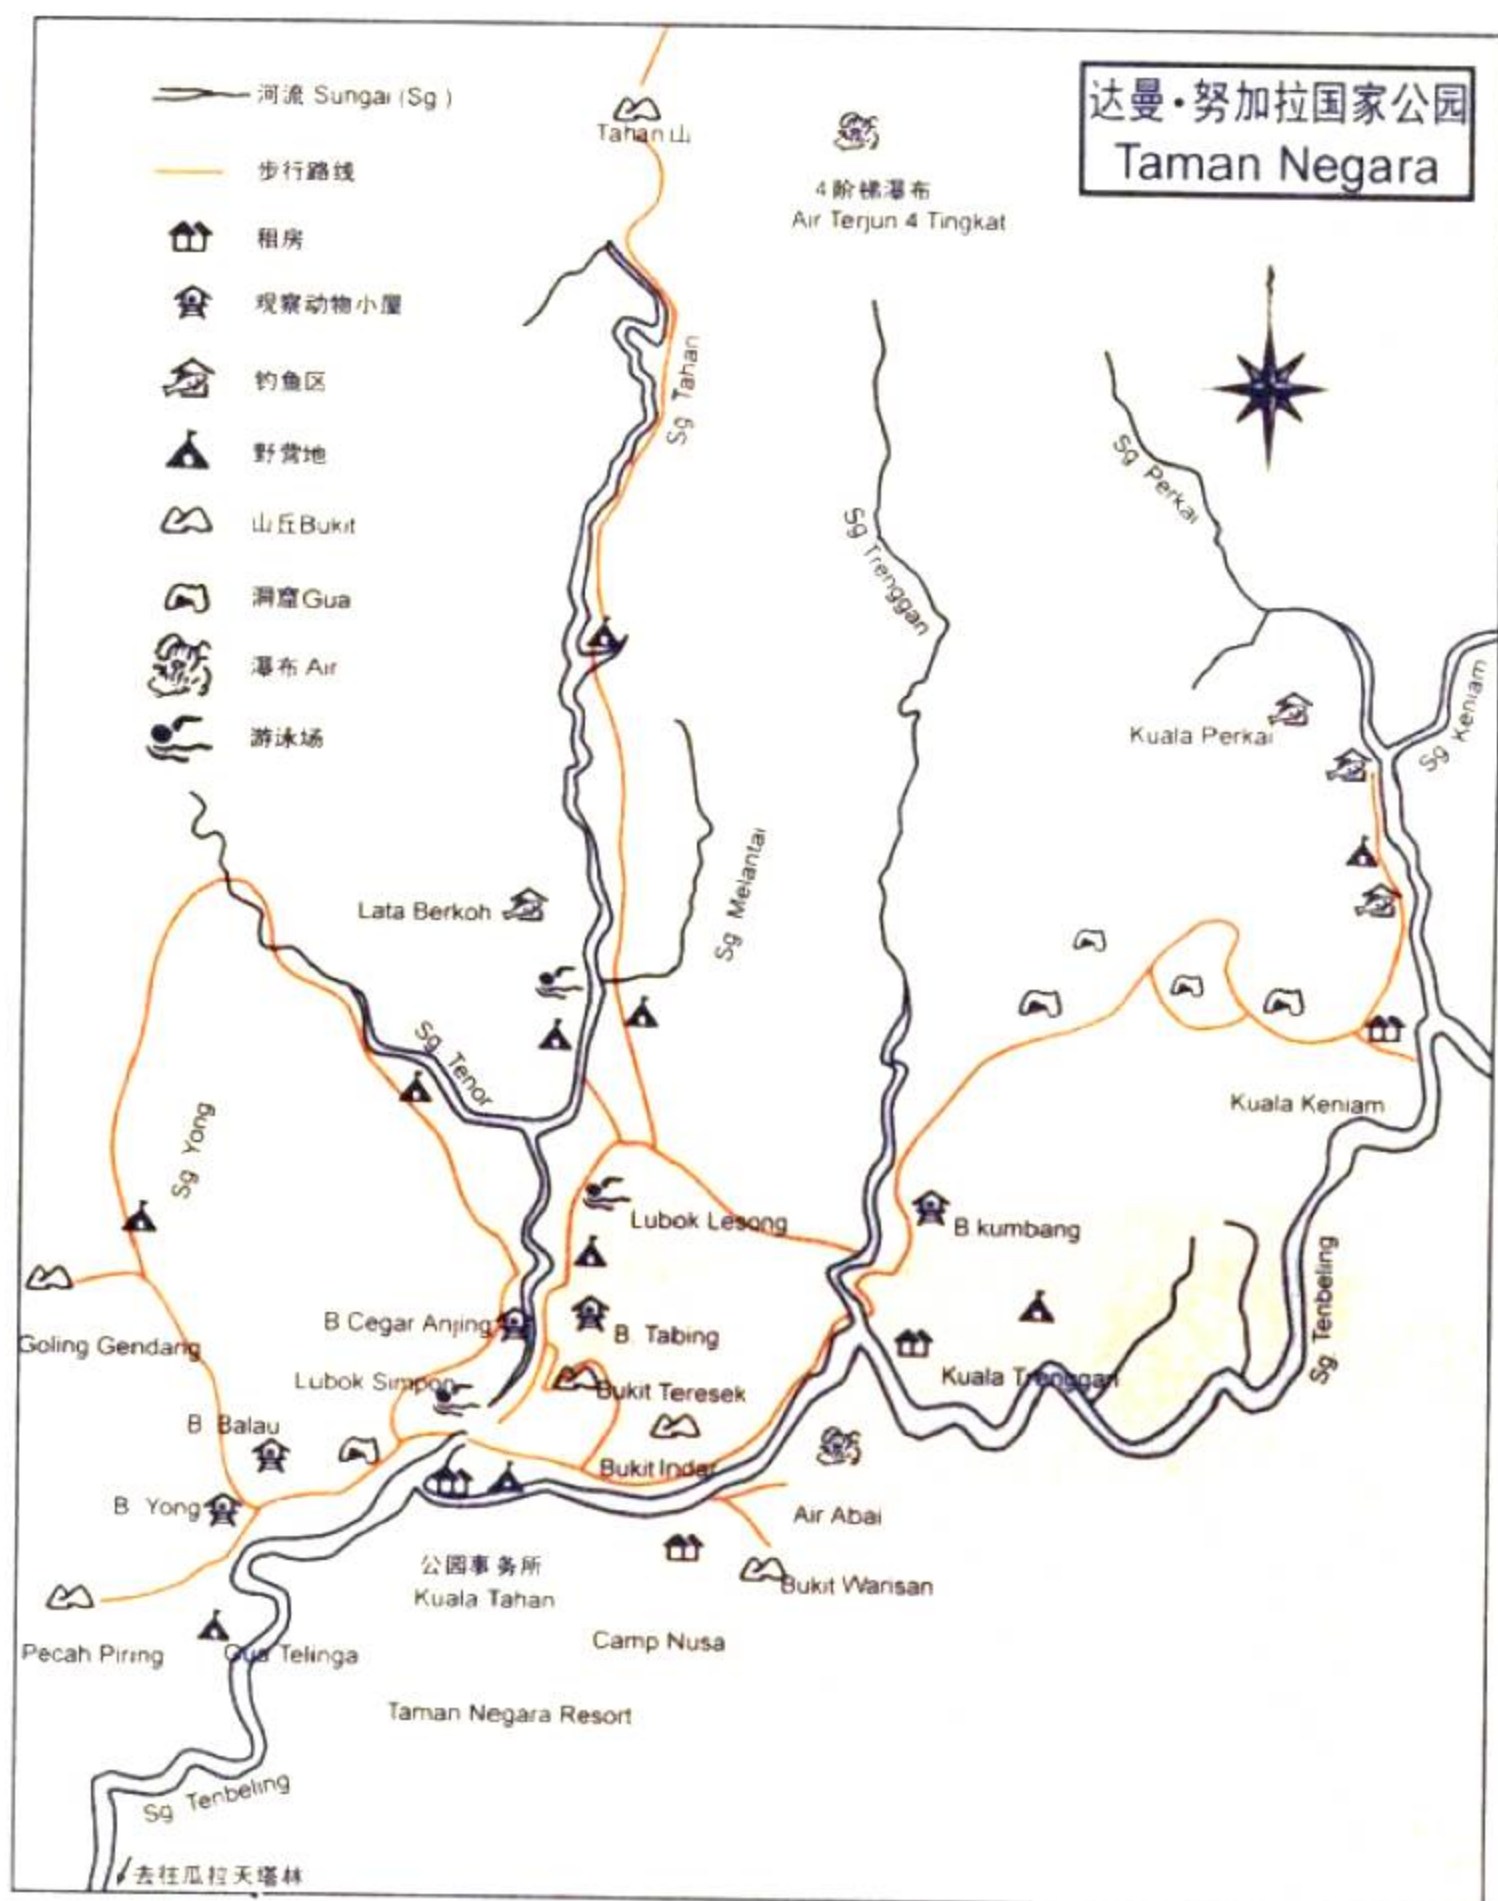 达曼·努加拉国家公园
Taman Negara
河流 Sungai (Sg )
步行路线
租房
观察动物小屋
钓鱼区
野营地
山丘Bukit
洞窟Gua
瀑布 Air
游泳场
Tahan 山
4阶梯瀑布
Air Terjun 4 Tingkat
Sg Tahan
Sg Trenggan
Sg Perkai
Sg Keniam
Kuala Perkai
Sg Melantai
Lata Berkoh
Sg. Tenor
Sg Yong
Kuala Keniam
Lubok Lesong
B kumbang
Sg. Tenbeling
B Cegar Anjing
B. Tabing
Goling Gendang
Lubok Simpon
Bukit Teresek
Kuala Trenggan
B Balau
Bukit Indar
B Yong
Air Abai
公园事务所
Kuala Tahan
Bukit Warisan
Camp Nusa
Pecah Piring
Gua Telinga
Taman Negara Resort
Sg Tenbeling
去往瓜拉天塔林